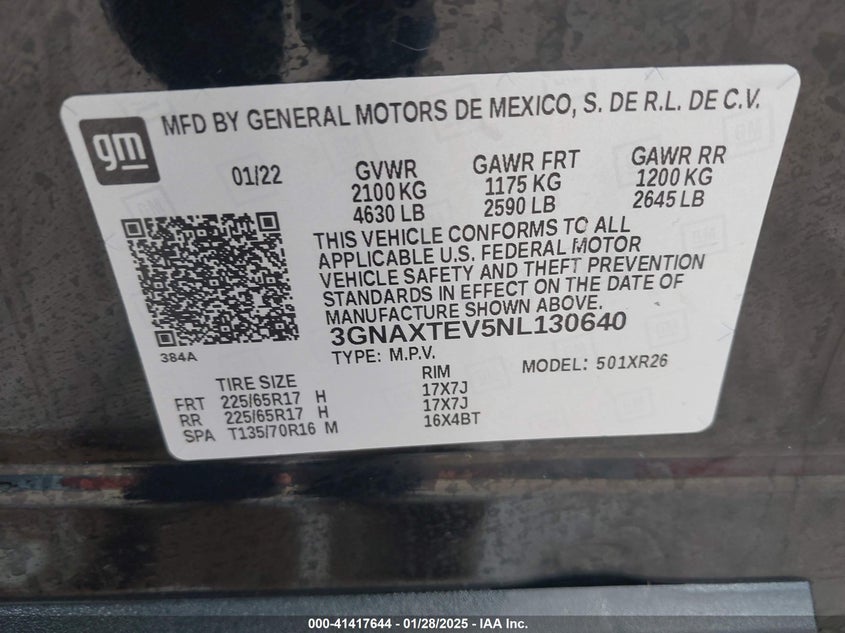 MFD BY GENERAL MOTORS DE MEXICO, S. DE R.L. DE C.V.
gm
01/22 GVWR GAWR FRT GAWR RR
2100 KG 1175 KG 1200 KG
4630 LB 2590 LB 2645 LB
THIS VEHICLE CONFORMS TO ALL
APPLICABLE U.S. FEDERAL MOTOR
VEHICLE SAFETY AND THEFT PREVENTION
STANDARDS IN EFFECT ON THE DATE OF
MANUFACTURE SHOWN ABOVE.
3GNAXTEV5NL130640
384A
TYPE: M.P.V. MODEL: 501XR26
TIRE SIZE RIM
FRT 225/65R17 H 17X7J
RR 225/65R17 H 17X7J
SPA T135/70R16 M 16X4BT
000-41417644 — 01/28/2025 - IAA Inc.